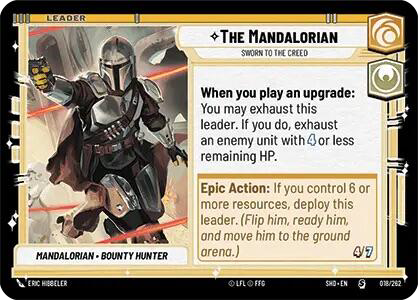 LEADER
✧THE MANDALORIAN
SWORN TO THE CREED
When you play an upgrade:
You may exhaust this
leader. If you do, exhaust
an enemy unit with 4 or less
remaining HP.
Epic Action: If you control 6 or
more resources, deploy this
leader. (Flip him, ready him,
and move him to the ground
arena.)
4/7
MANDALORIAN • BOUNTY HUNTER
ERIC HIBBELER
© LFL © FFG
SHD • EN
018/262